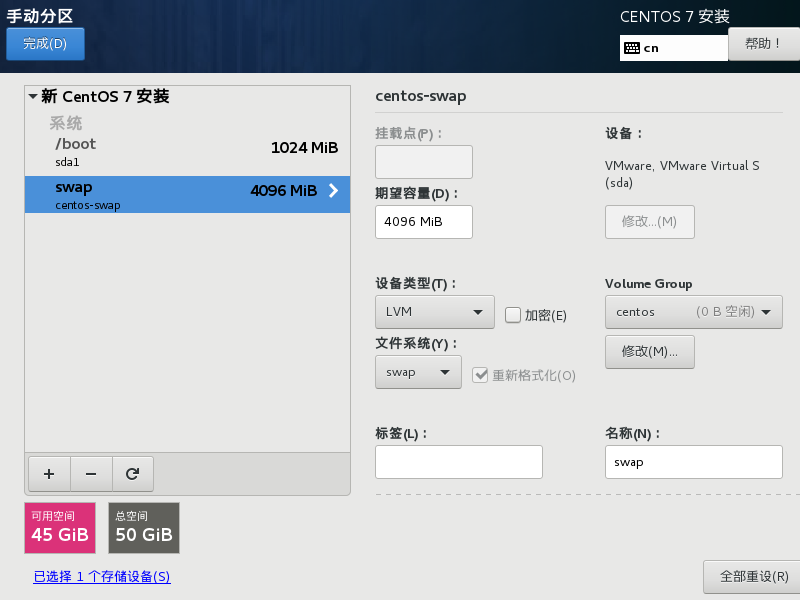 手动分区
CENTOS 7 安装
完成(D)
cn
帮助！
新 CentOS 7 安装
系统
/boot
1024 MiB
sda1
swap
4096 MiB
centos-swap
+
−
可用空间
45 GiB
总空间
50 GiB
已选择 1 个存储设备(S)
centos-swap
挂载点(P)：
设备：
VMware, VMware Virtual S
(sda)
期望容量(D)：
4096 MiB
修改...(M)
设备类型(T)：
Volume Group
LVM
加密(E)
centos (0 B 空闲)
文件系统(Y)：
修改(M)...
swap
重新格式化(O)
标签(L)：
名称(N)：
swap
全部重设(R)